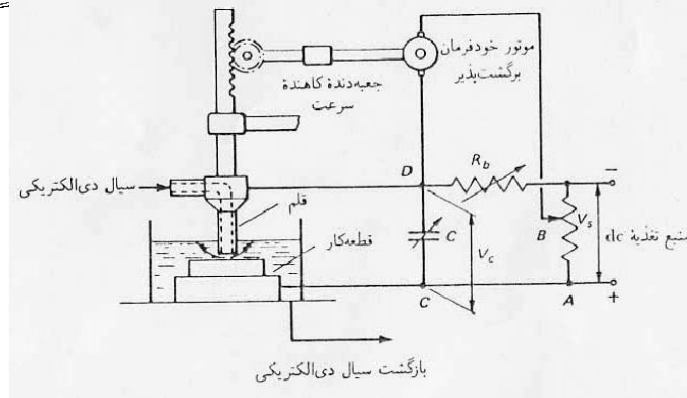 موتور خودفرمان
برگشت‌پذیر
جعبه‌دندهٔ کاهندهٔ
سرعت
D
R_b
−
سیال دی‌الکتریکی
قلم
قطعه‌کار
C
V_c
B
V_s
منبع تغذیهٔ dc
C
A
+
بازگشت سیال دی‌الکتریکی